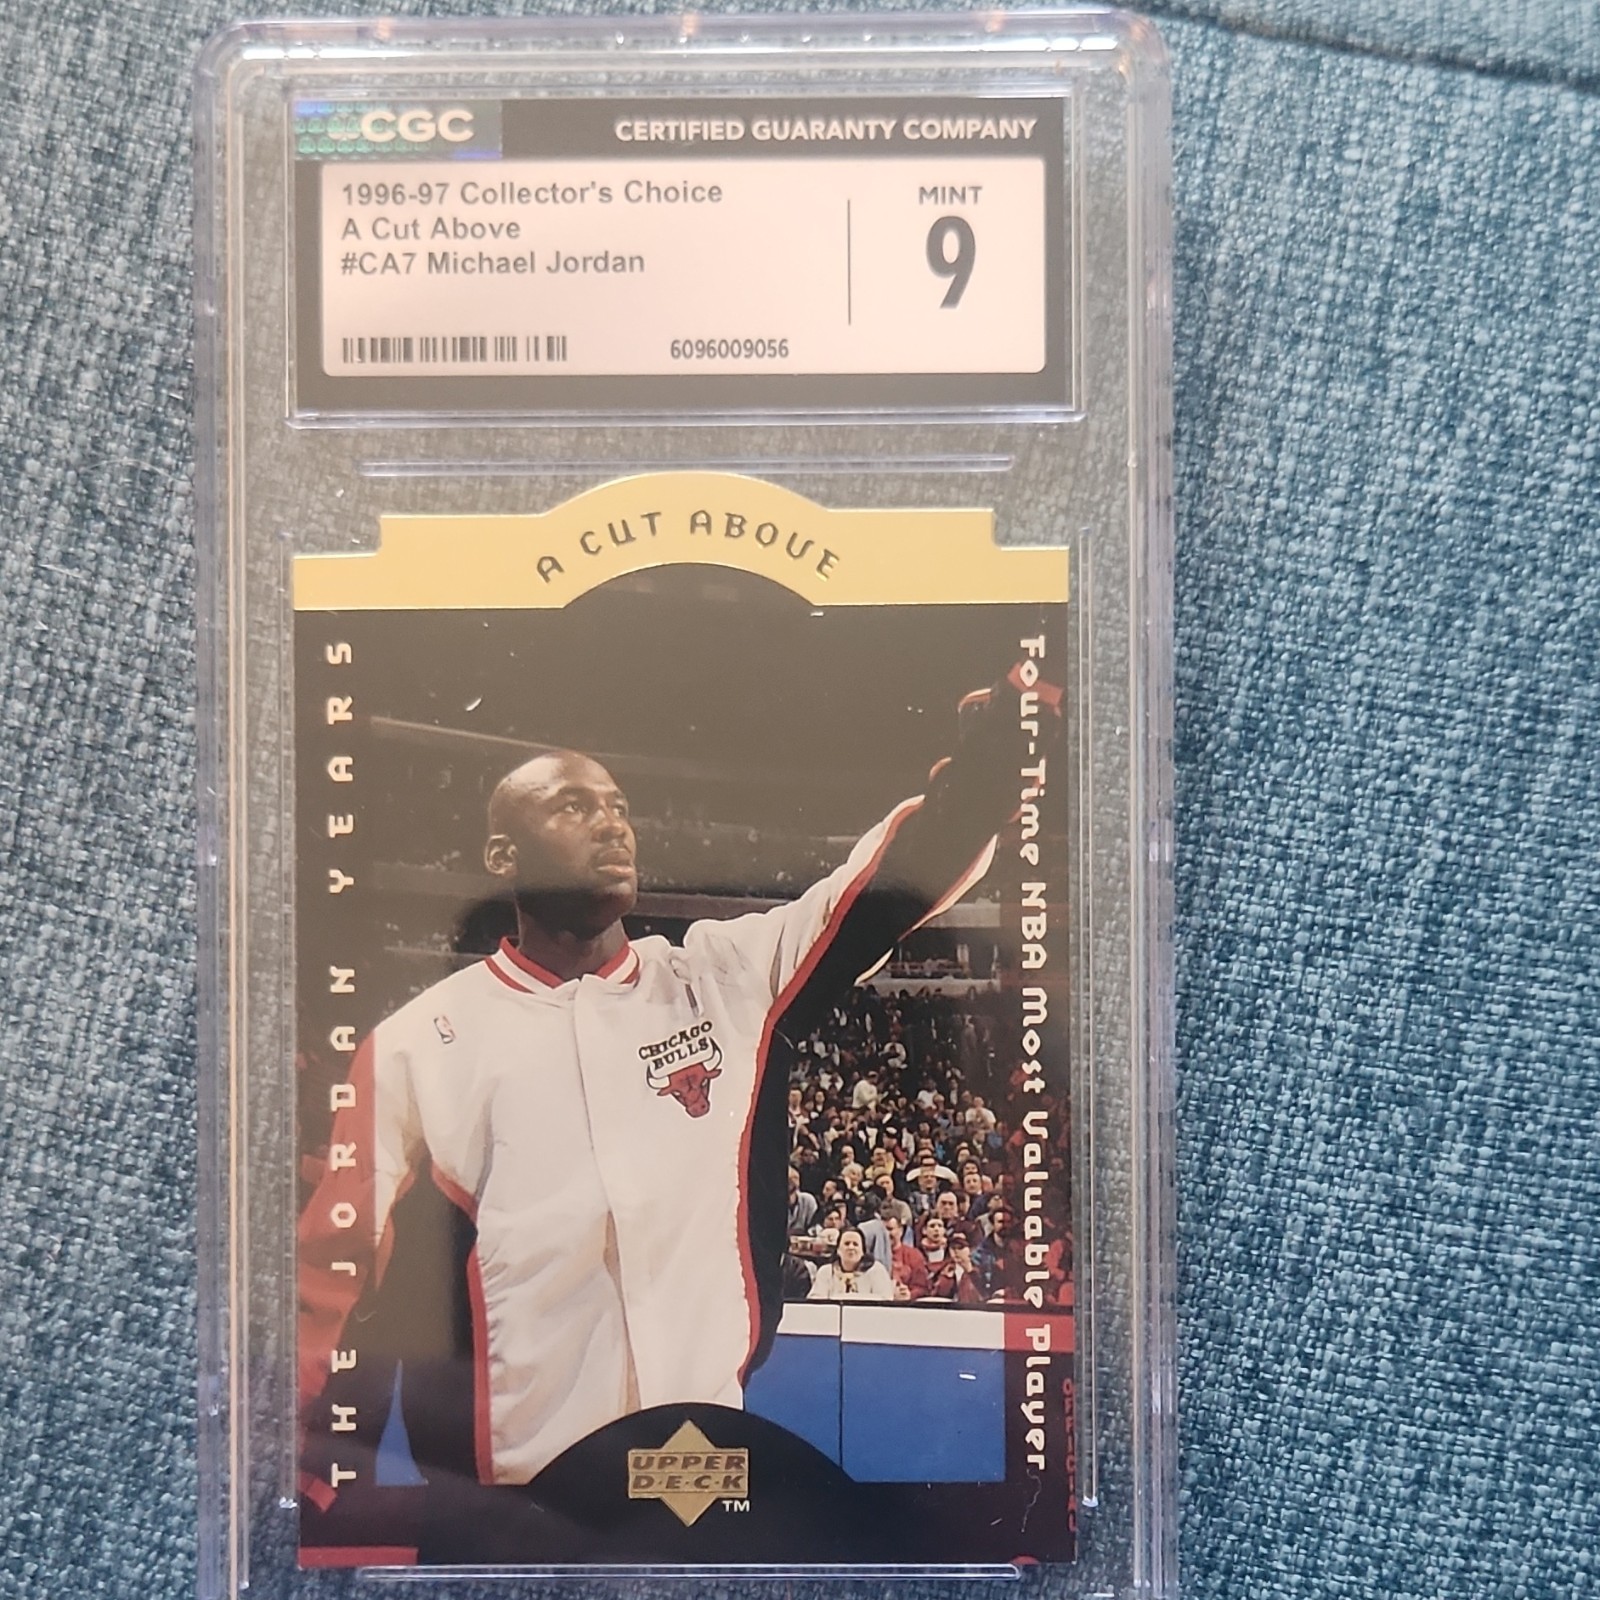 CGC
CERTIFIED GUARANTY COMPANY
1996-97 Collector's Choice
A Cut Above
#CA7 Michael Jordan
MINT
9
6096009056
A CUT ABOVE
THE JORDAN YEARS
Four-Time NBA Most Valuable Player
CHICAGO
BULLS
UPPER
D·E·C·K
TM